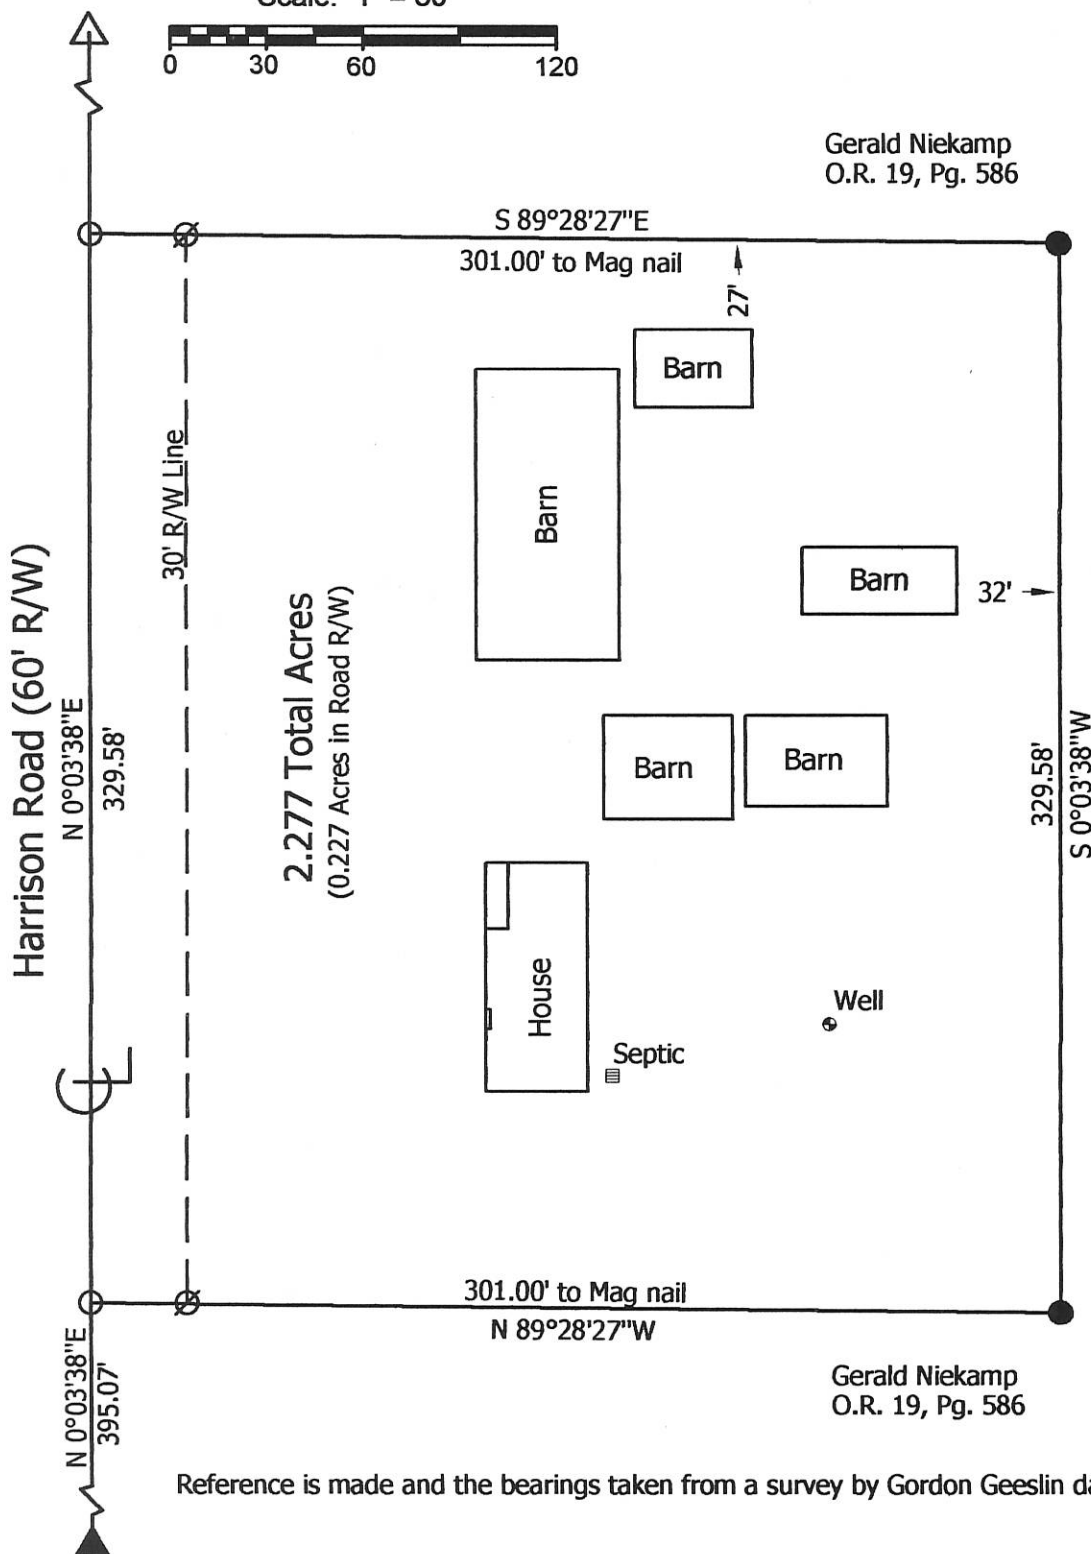 0 30 60 120
Gerald Niekamp
O.R. 19, Pg. 586
S 89°28'27"E
301.00' to Mag nail
27'
Barn
Barn
30' R/W Line
Barn
32'
Harrison Road (60' R/W)
N 0°03'38"E
329.58'
2.277 Total Acres
(0.227 Acres in Road R/W)
Barn
Barn
329.58'
S 0°03'38"W
House
Well
Septic
301.00' to Mag nail
N 89°28'27"W
N 0°03'38"E
395.07'
Gerald Niekamp
O.R. 19, Pg. 586
Reference is made and the bearings taken from a survey by Gordon Geeslin